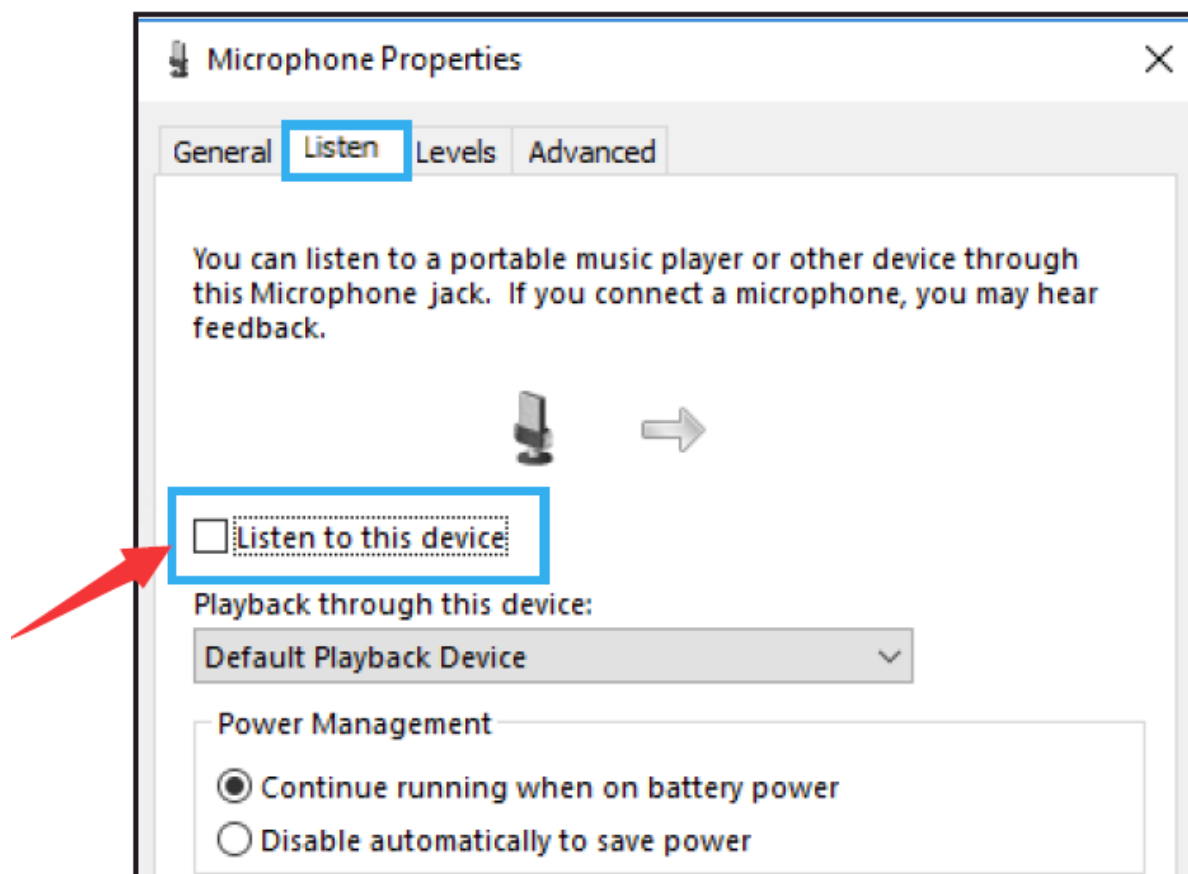 Microphone Properties
General Listen Levels Advanced
You can listen to a portable music player or other device through
this Microphone jack. If you connect a microphone, you may hear
feedback.
Listen to this device
Playback through this device:
Default Playback Device
Power Management
Continue running when on battery power
Disable automatically to save power